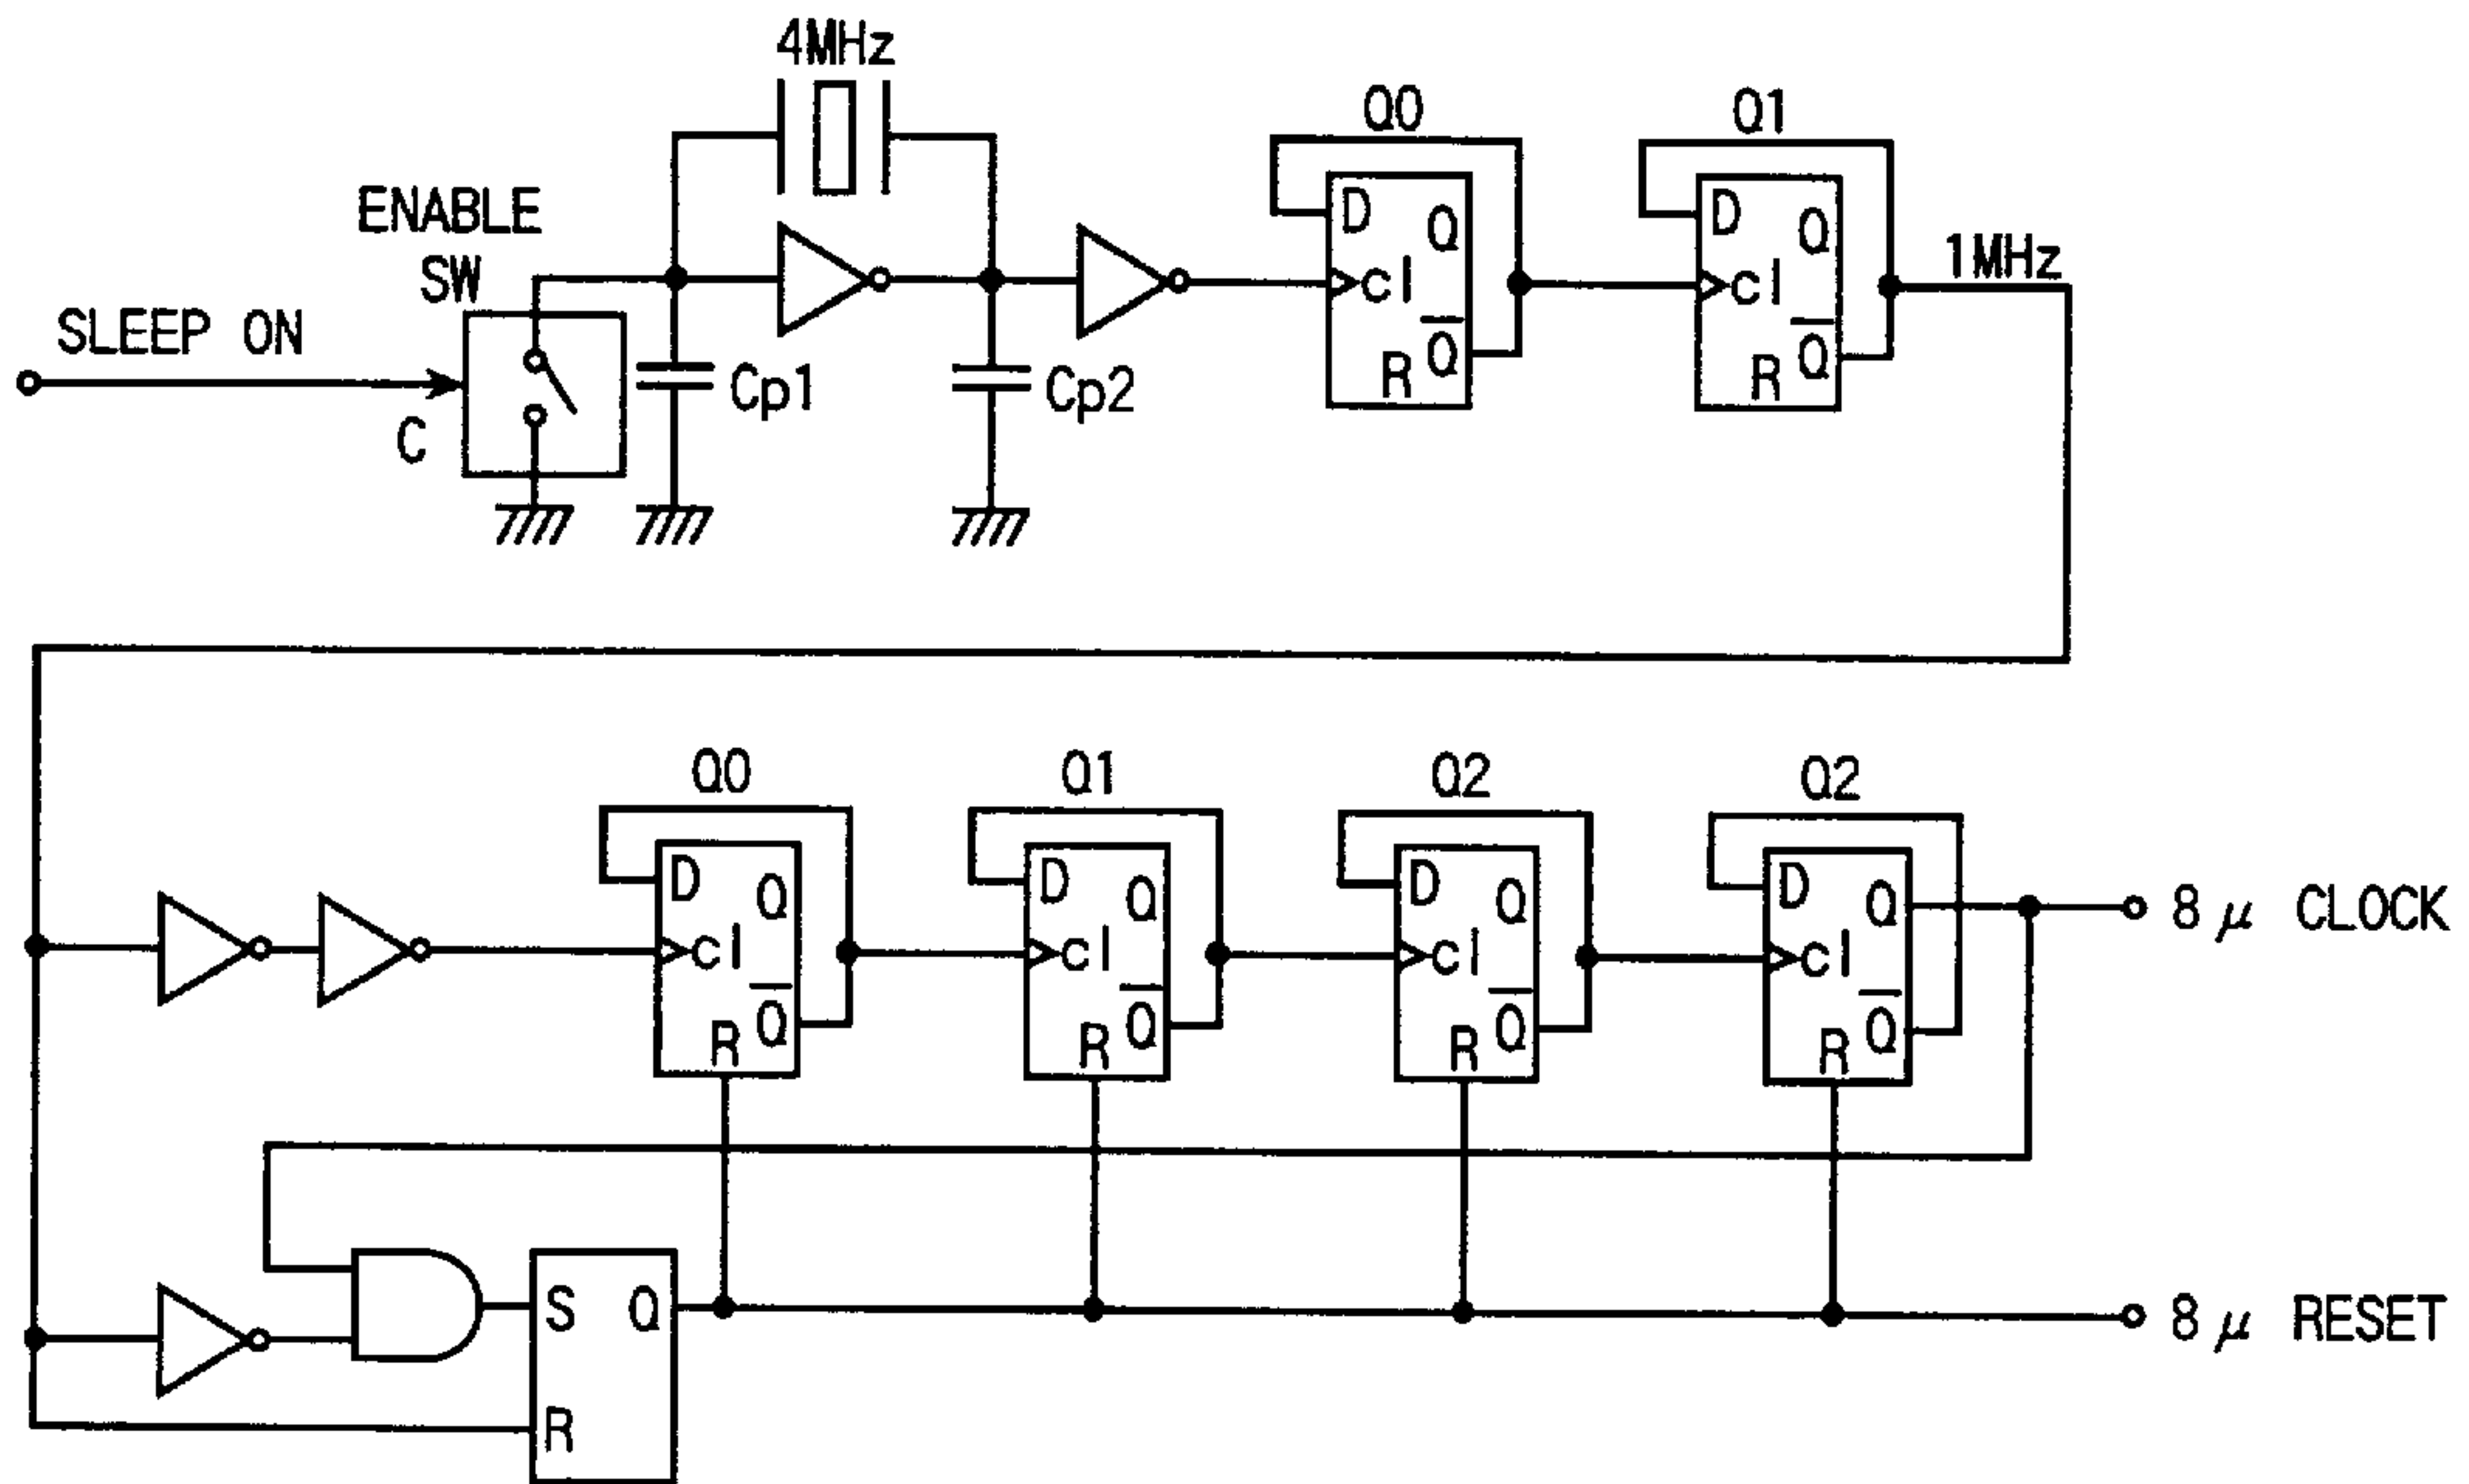 4MHz
Q0
Q1
ENABLE
SW
SLEEP ON
C
Cp1
Cp2
D Q
cl
R Q̅
D Q
cl
R Q̅
1MHz
Q0
Q1
Q2
Q2
D Q
cl
R Q̅
D Q
cl
R Q̅
D Q
cl
R Q̅
D Q
cl
R Q̅
8 μ CLOCK
S Q
R
8 μ RESET